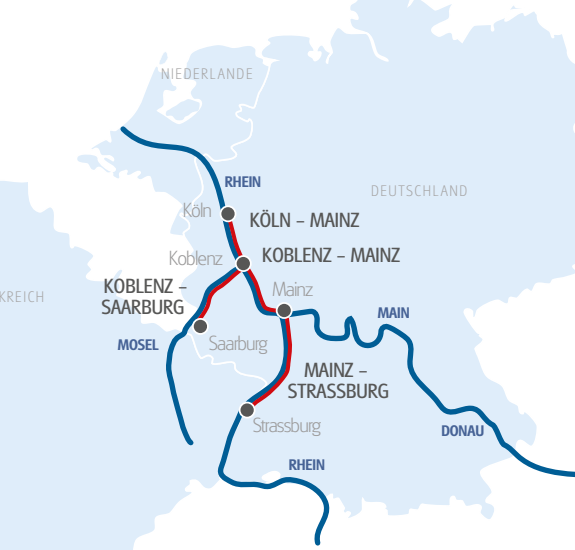 NIEDERLANDE
RHEIN
DEUTSCHLAND
Köln
KÖLN – MAINZ
Koblenz
KOBLENZ – MAINZ
KOBLENZ –
SAARBURG
KREICH
Mainz
MAIN
MOSEL
Saarburg
MAINZ –
STRASSBURG
Strassburg
DONAU
RHEIN